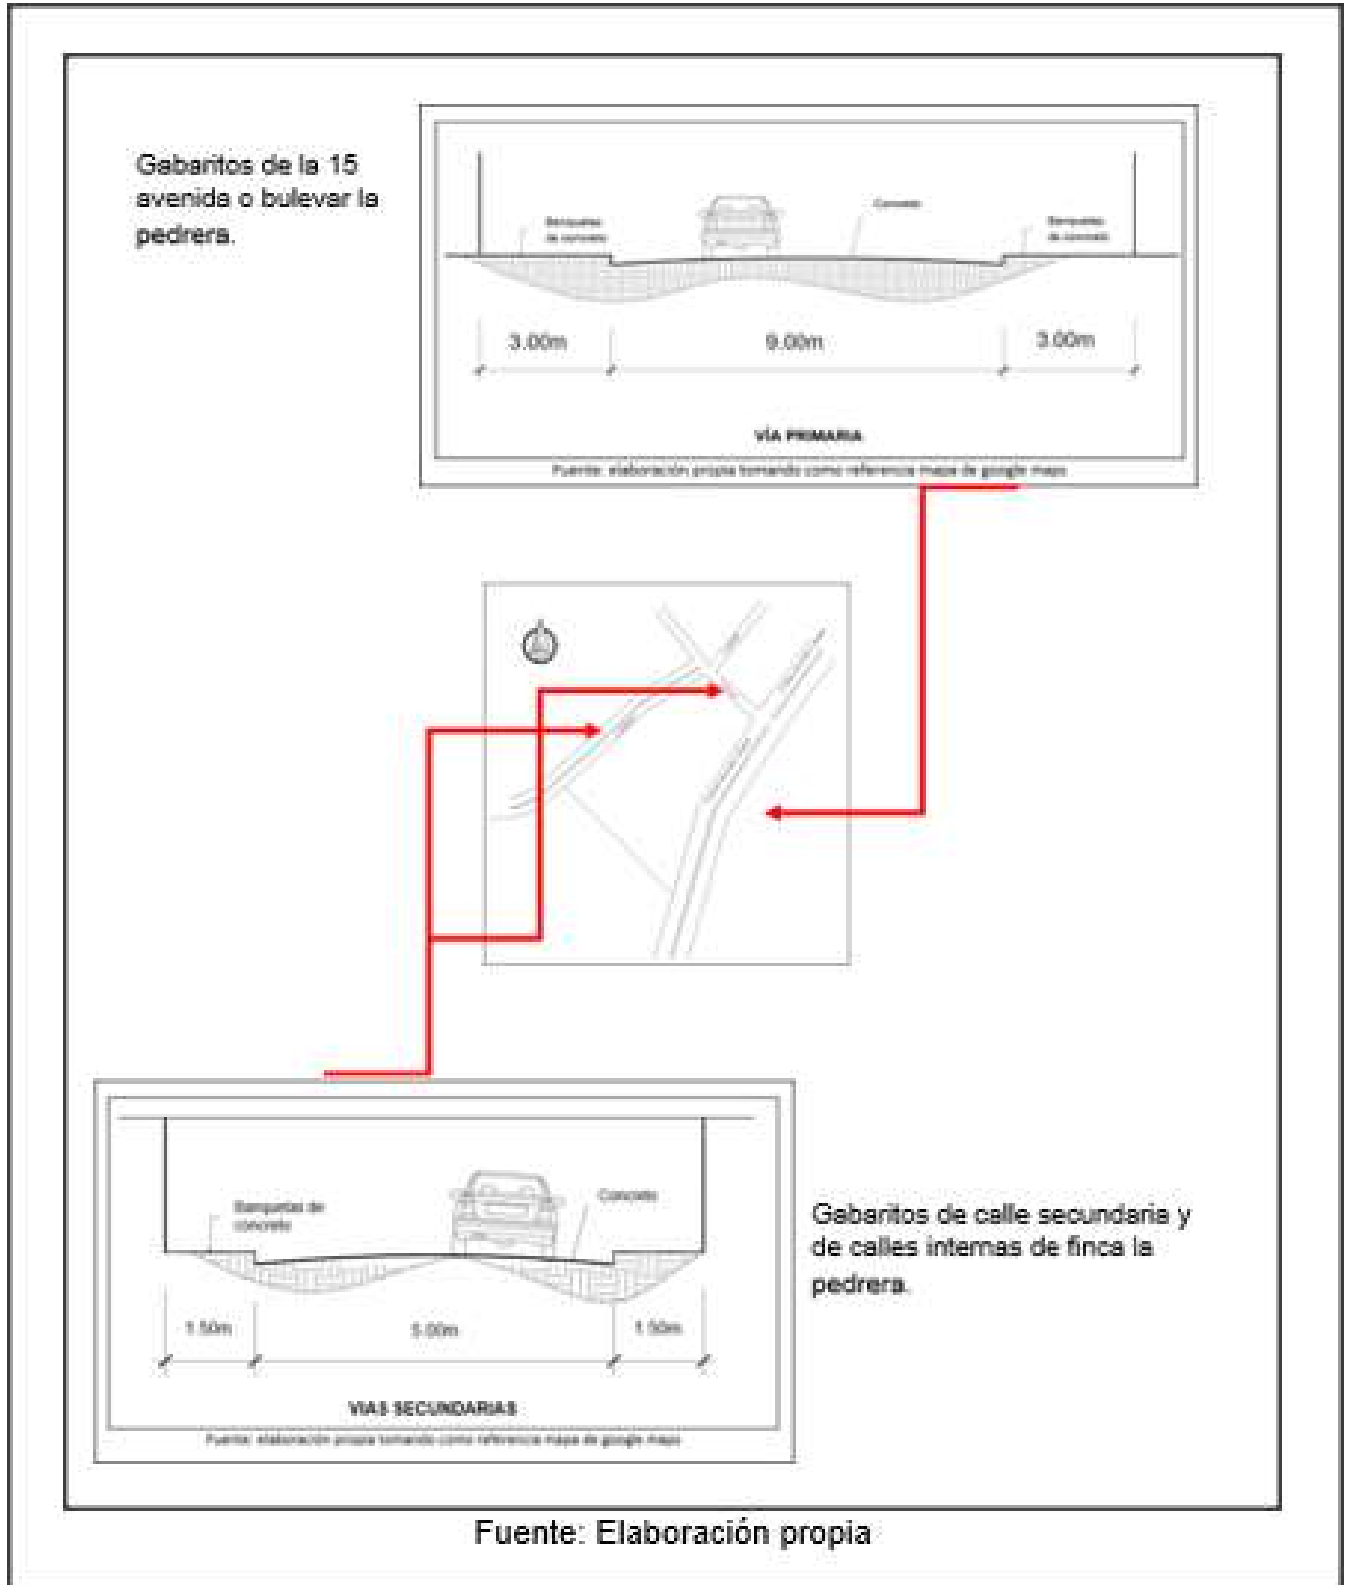 Gabaritos de la 15
avenida o bulevar la
pedrera.
Banquetas
de concreto
Concreto
Banquetas
de concreto
3.00m
9.00m
3.00m
VÍA PRIMARIA
Fuente: elaboración propia tomando como referencia mapa de google maps
Banquetas de
concreto
Concreto
1.50m
5.00m
1.50m
VIAS SECUNDARIAS
Fuente: elaboración propia tomando como referencia mapa de google maps
Gabaritos de calle secundaria y
de calles internas de finca la
pedrera.
Fuente: Elaboración propia